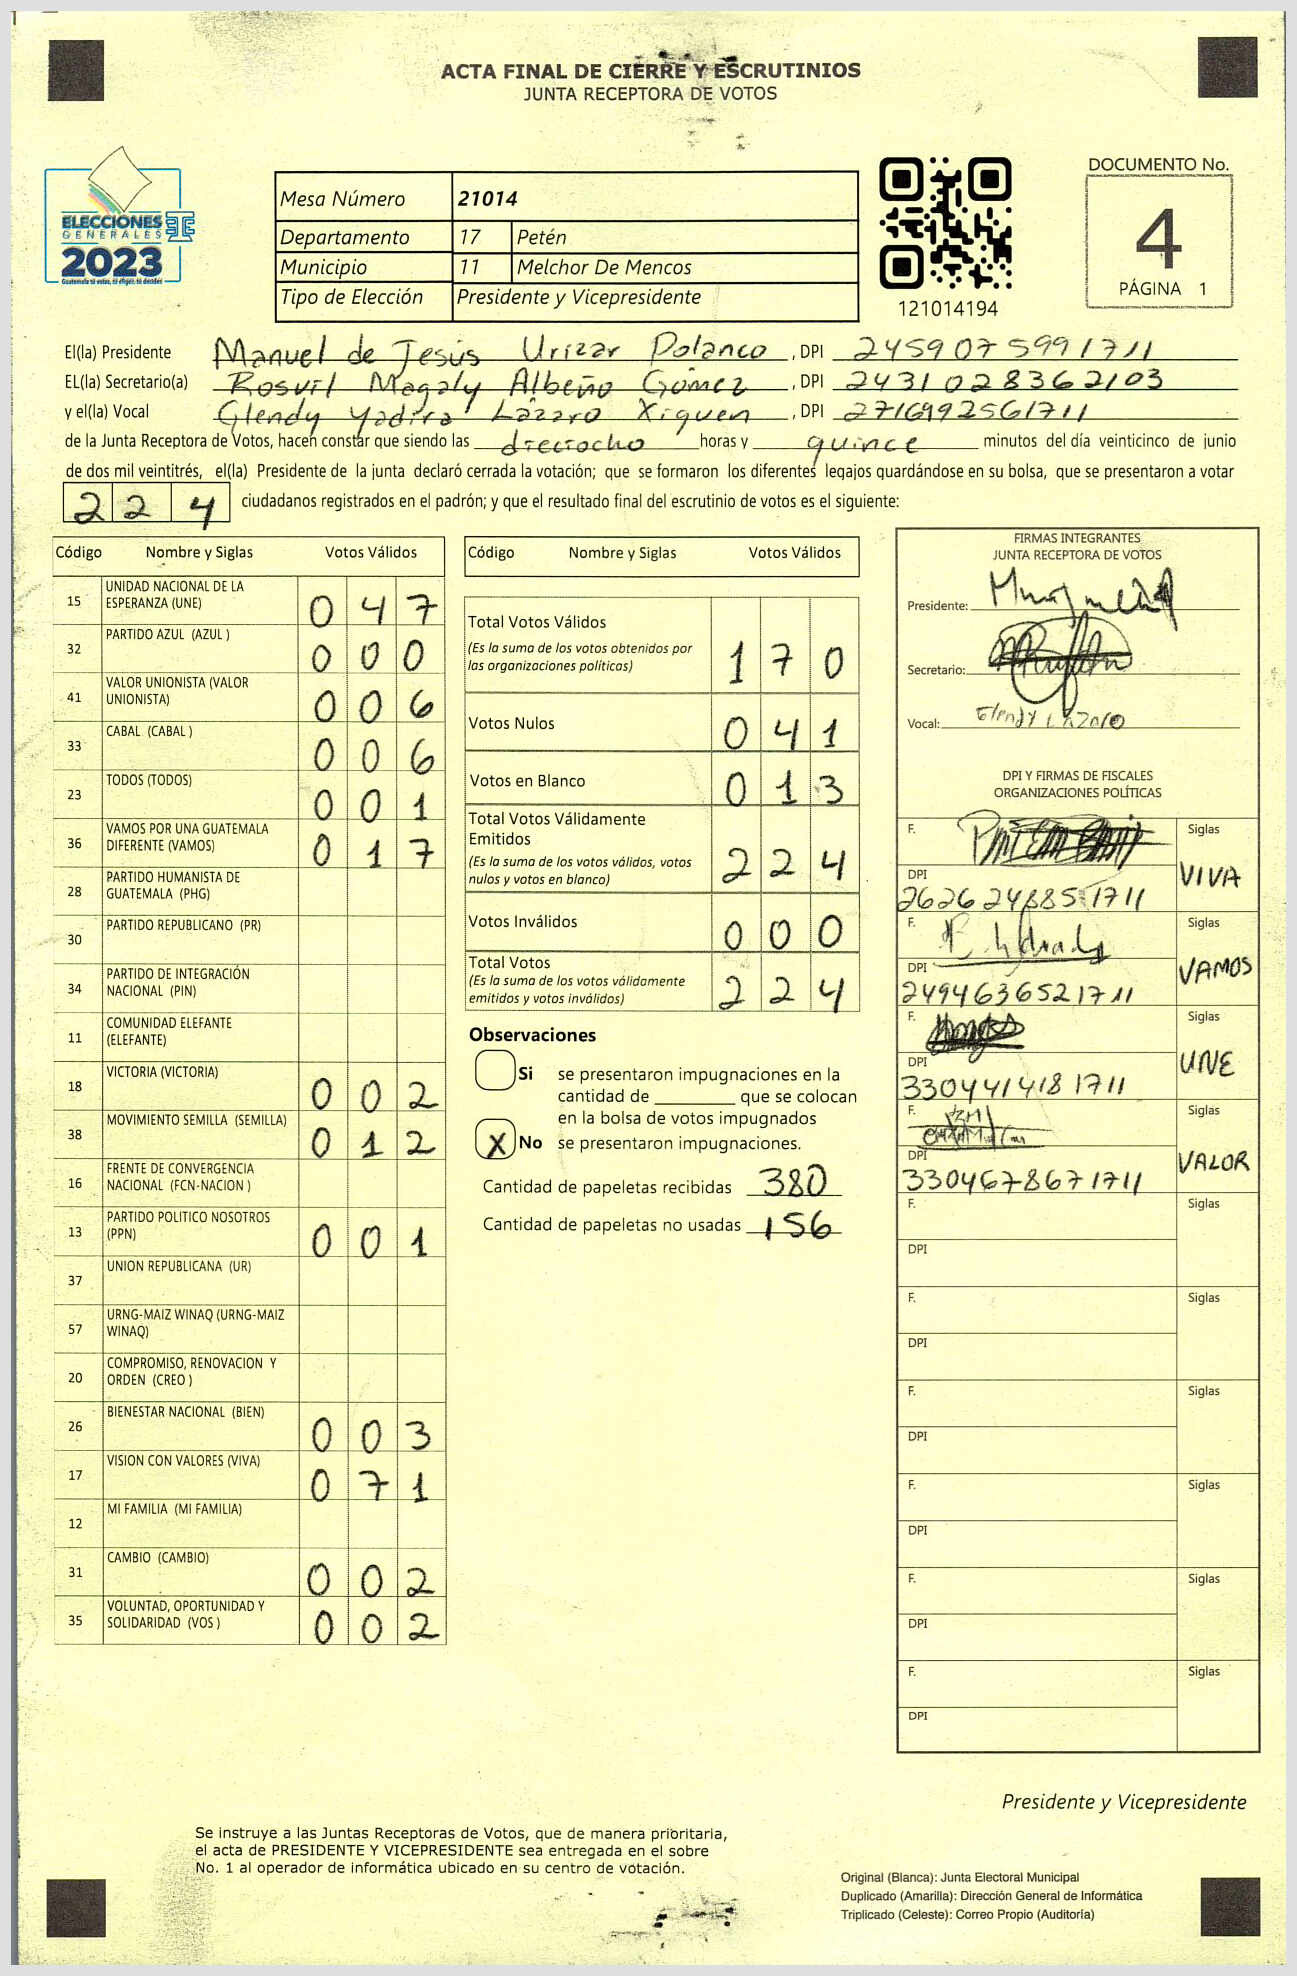 ACTA FINAL DE CIERRE Y ESCRUTINIOS
JUNTA RECEPTORA DE VOTOS
ELECCIONES
GENERALES
2023
Guatemala tú votas, tú eliges, tú decides
Mesa Número 21014
Departamento 17 Petén
Municipio 11 Melchor De Mencos
Tipo de Elección Presidente y Vicepresidente
121014194
DOCUMENTO No.
4
PÁGINA 1
El(la) Presidente Manuel de Jesús Urizar Polanco , DPI 2459075991711
EL(la) Secretario(a) Rosvil Magaly Albeño Gómez , DPI 2431028362103
y el(la) Vocal Glendy Yadira Lázaro Xiquen , DPI 2716992561711
de la Junta Receptora de Votos, hacen constar que siendo las dieciocho horas y quince minutos del día veinticinco de junio
de dos mil veintitrés, el(la) Presidente de la junta declaró cerrada la votación; que se formaron los diferentes legajos quardándose en su bolsa, que se presentaron a votar
224 ciudadanos registrados en el padrón; y que el resultado final del escrutinio de votos es el siguiente:
Código Nombre y Siglas Votos Válidos
15 UNIDAD NACIONAL DE LA ESPERANZA (UNE) 047
32 PARTIDO AZUL (AZUL ) 000
41 VALOR UNIONISTA (VALOR UNIONISTA) 006
33 CABAL (CABAL ) 006
23 TODOS (TODOS) 001
36 VAMOS POR UNA GUATEMALA DIFERENTE (VAMOS) 017
28 PARTIDO HUMANISTA DE GUATEMALA (PHG)
30 PARTIDO REPUBLICANO (PR)
34 PARTIDO DE INTEGRACIÓN NACIONAL (PIN)
11 COMUNIDAD ELEFANTE (ELEFANTE)
18 VICTORIA (VICTORIA) 002
38 MOVIMIENTO SEMILLA (SEMILLA) 012
16 FRENTE DE CONVERGENCIA NACIONAL (FCN-NACION )
13 PARTIDO POLITICO NOSOTROS (PPN) 001
37 UNION REPUBLICANA (UR)
57 URNG-MAIZ WINAQ (URNG-MAIZ WINAQ)
20 COMPROMISO, RENOVACION Y ORDEN (CREO )
26 BIENESTAR NACIONAL (BIEN) 003
17 VISION CON VALORES (VIVA) 071
12 MI FAMILIA (MI FAMILIA)
31 CAMBIO (CAMBIO) 002
35 VOLUNTAD, OPORTUNIDAD Y SOLIDARIDAD (VOS ) 002
Código Nombre y Siglas Votos Válidos
Total Votos Válidos 170
(Es la suma de los votos obtenidos por
las organizaciones políticas)
Votos Nulos 041
Votos en Blanco 013
Total Votos Válidamente
Emitidos 224
(Es la suma de los votos válidos, votos
nulos y votos en blanco)
Votos Inválidos 000
Total Votos 224
(Es la suma de los votos válidamente
emitidos y votos inválidos)
Observaciones
Si se presentaron impugnaciones en la
cantidad de ________ que se colocan
en la bolsa de votos impugnados
X No se presentaron impugnaciones.
Cantidad de papeletas recibidas 380
Cantidad de papeletas no usadas 156
FIRMAS INTEGRANTES
JUNTA RECEPTORA DE VOTOS
Presidente:
Secretario:
Vocal: Glendy Lázaro
DPI Y FIRMAS DE FISCALES
ORGANIZACIONES POLÍTICAS
F. Siglas
DPI VIVA
1711
F. Siglas
DPI VAMOS
2494636521711
F. Siglas
DPI UNE
3304414181711
F. Siglas
DPI VALOR
3304678671711
F. Siglas
DPI
F. Siglas
DPI
F. Siglas
DPI
F. Siglas
DPI
F. Siglas
DPI
F. Siglas
DPI
Presidente y Vicepresidente
Se instruye a las Juntas Receptoras de Votos, que de manera prioritaria,
el acta de PRESIDENTE Y VICEPRESIDENTE sea entregada en el sobre
No. 1 al operador de informática ubicado en su centro de votación.
Original (Blanca): Junta Electoral Municipal
Duplicado (Amarilla): Dirección General de Informática
Triplicado (Celeste): Correo Propio (Auditoría)